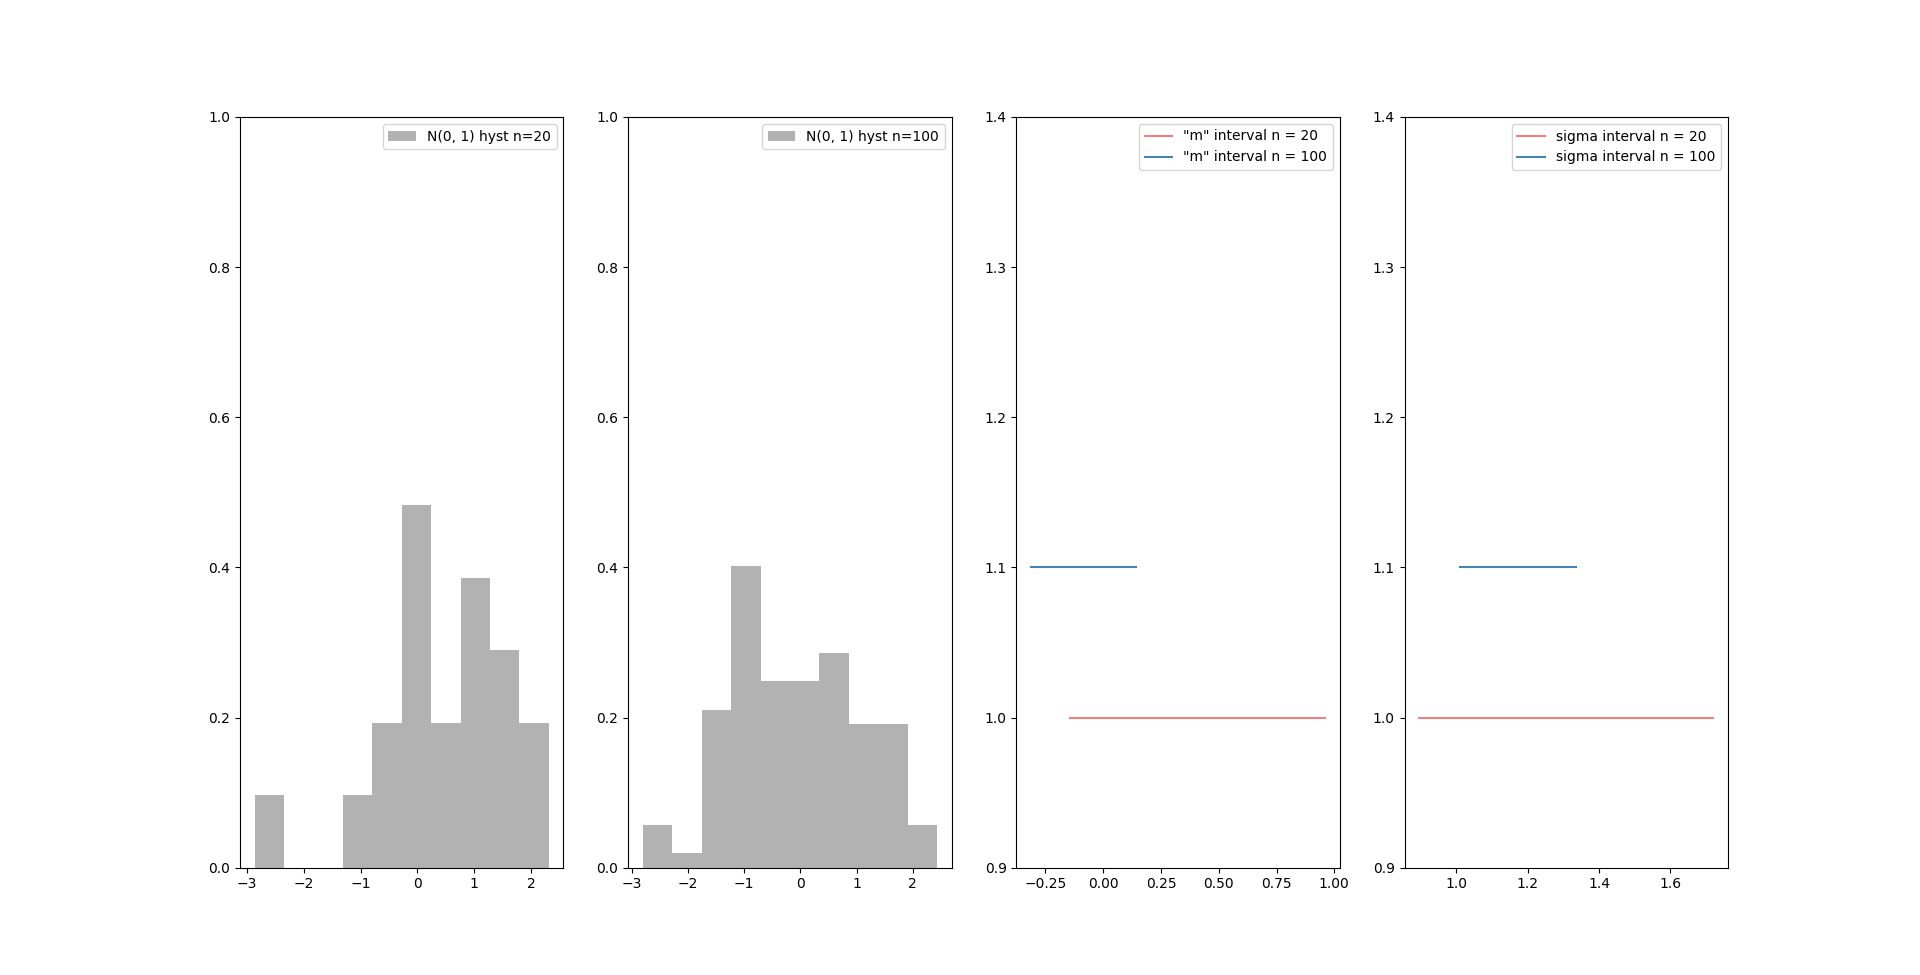 N(0, 1) hyst n=20
1.0
0.8
0.6
0.4
0.2
0.0
−3 −2 −1 0 1 2
N(0, 1) hyst n=100
1.0
0.8
0.6
0.4
0.2
0.0
−3 −2 −1 0 1 2
"m" interval n = 20
"m" interval n = 100
1.4
1.3
1.2
1.1
1.0
0.9
−0.25 0.00 0.25 0.50 0.75 1.00
sigma interval n = 20
sigma interval n = 100
1.4
1.3
1.2
1.1
1.0
0.9
1.0 1.2 1.4 1.6